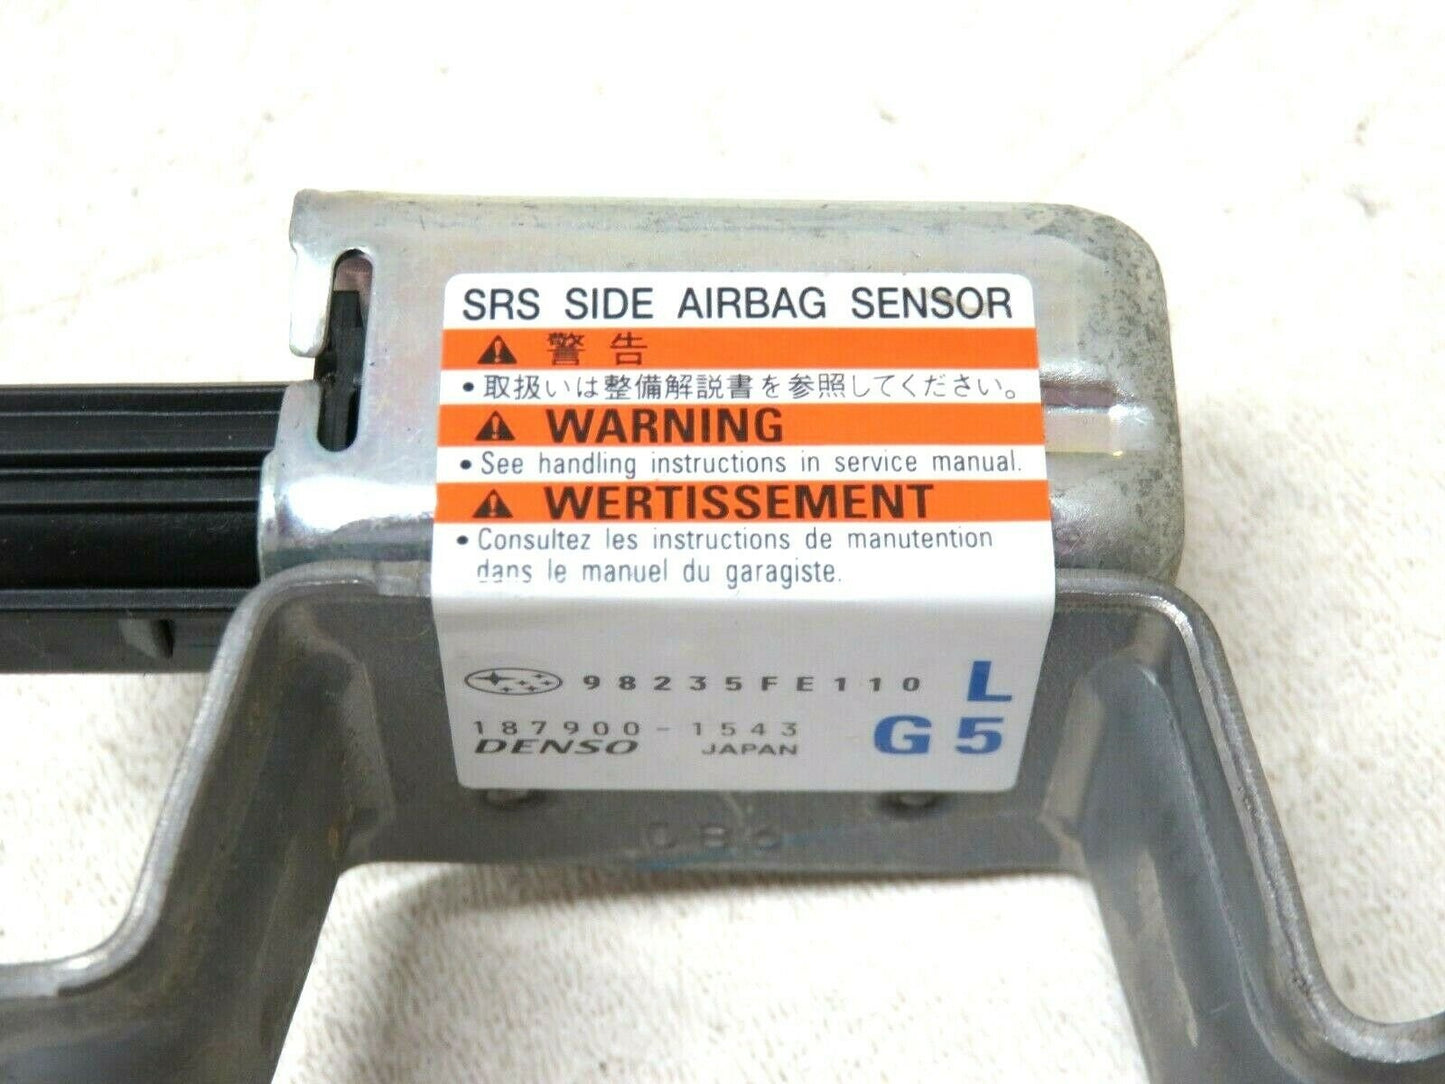 SRS SIDE AIRBAG SENSOR
警告
•取扱いは整備解説書を参照してください。
WARNING
•See handling instructions in service manual.
WERTISSEMENT
•Consultez les instructions de manutention
dans le manuel du garagiste.
98235FE110 L
187900-1543 G5
DENSO JAPAN
086